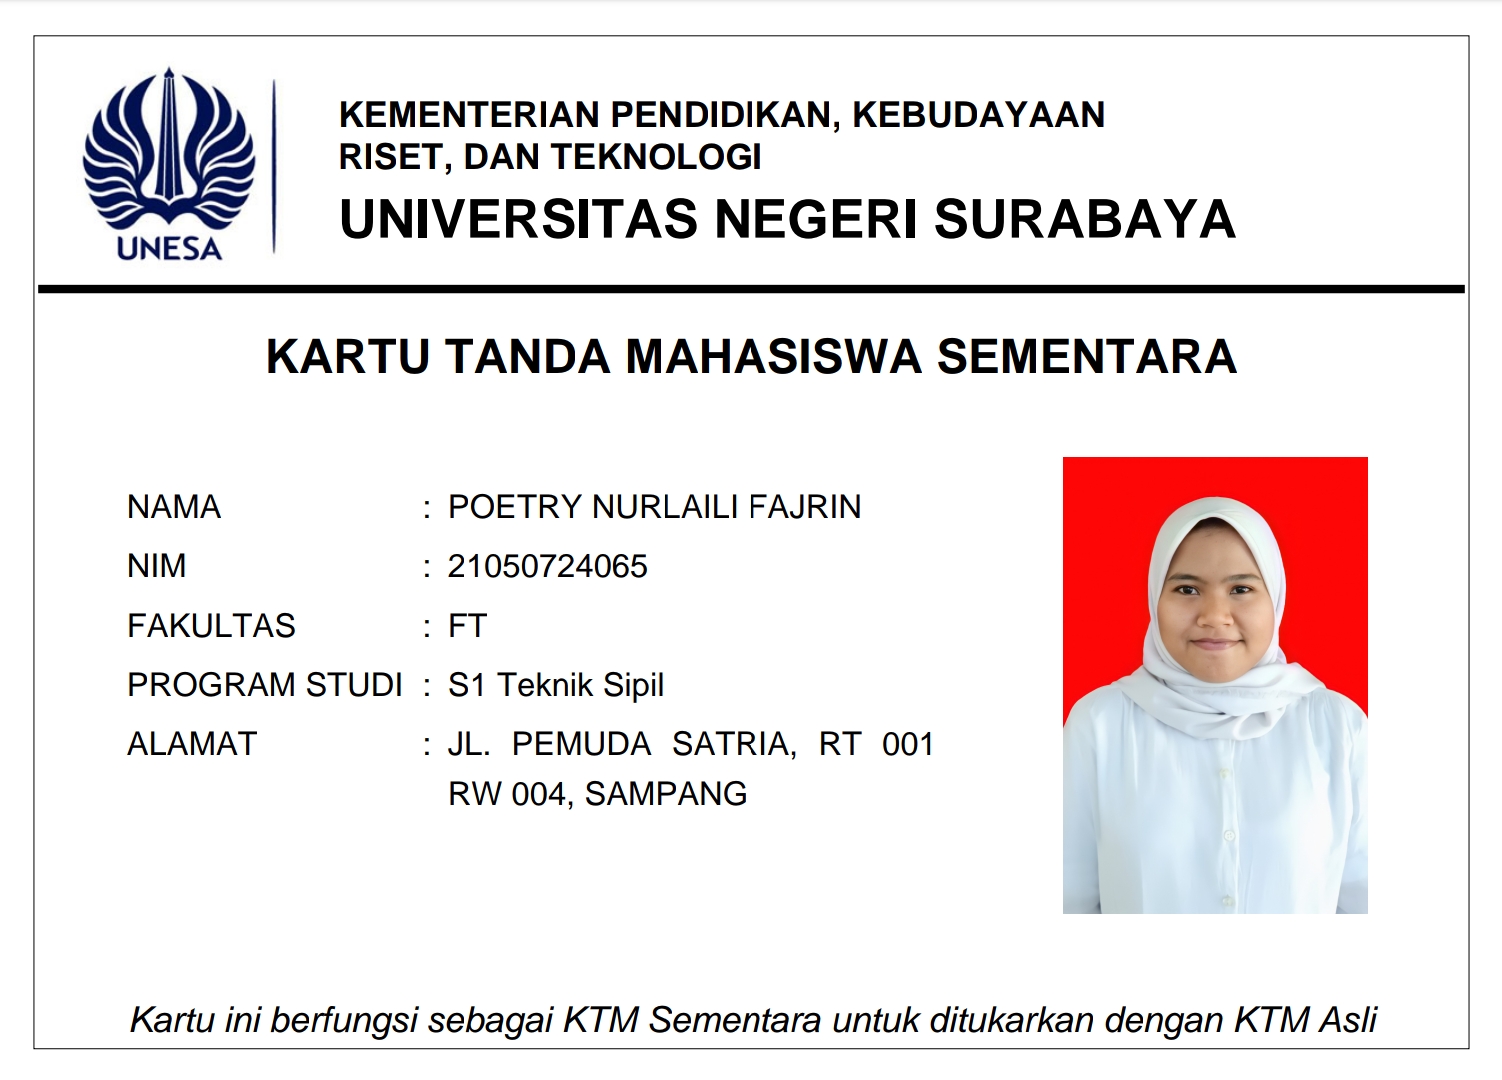 UNESA
KEMENTERIAN PENDIDIKAN, KEBUDAYAAN
RISET, DAN TEKNOLOGI
UNIVERSITAS NEGERI SURABAYA
KARTU TANDA MAHASISWA SEMENTARA
NAMA : POETRY NURLAILI FAJRIN
NIM : 21050724065
FAKULTAS : FT
PROGRAM STUDI : S1 Teknik Sipil
ALAMAT : JL. PEMUDA SATRIA, RT 001
RW 004, SAMPANG
Kartu ini berfungsi sebagai KTM Sementara untuk ditukarkan dengan KTM Asli